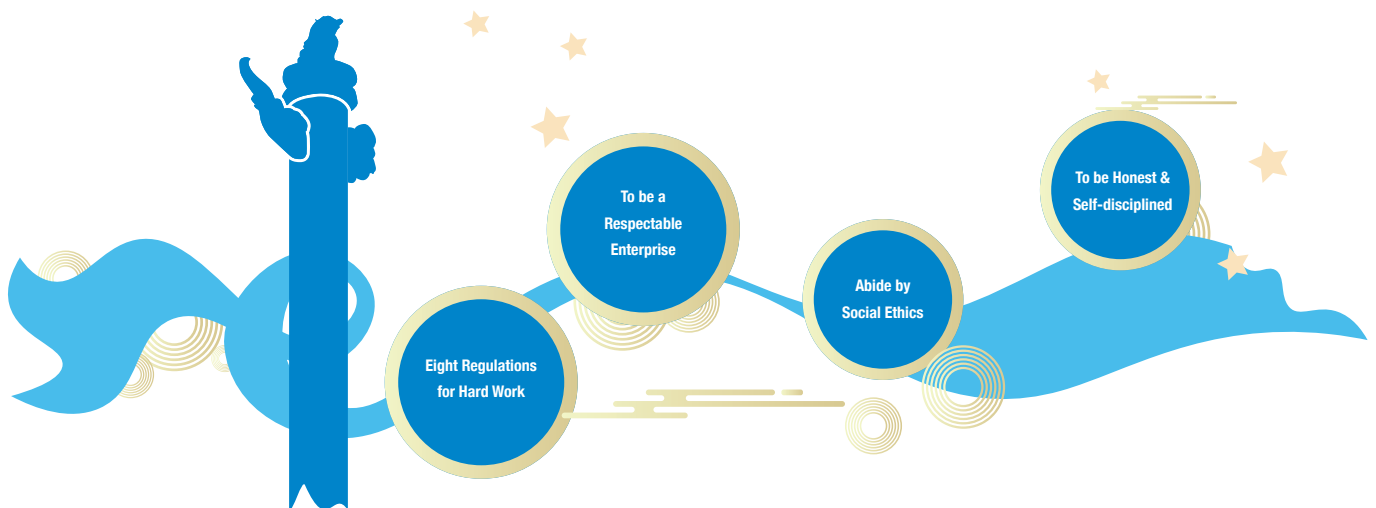 Eight Regulations
for Hard Work
To be a
Respectable
Enterprise
Abide by
Social Ethics
To be Honest &
Self-disciplined